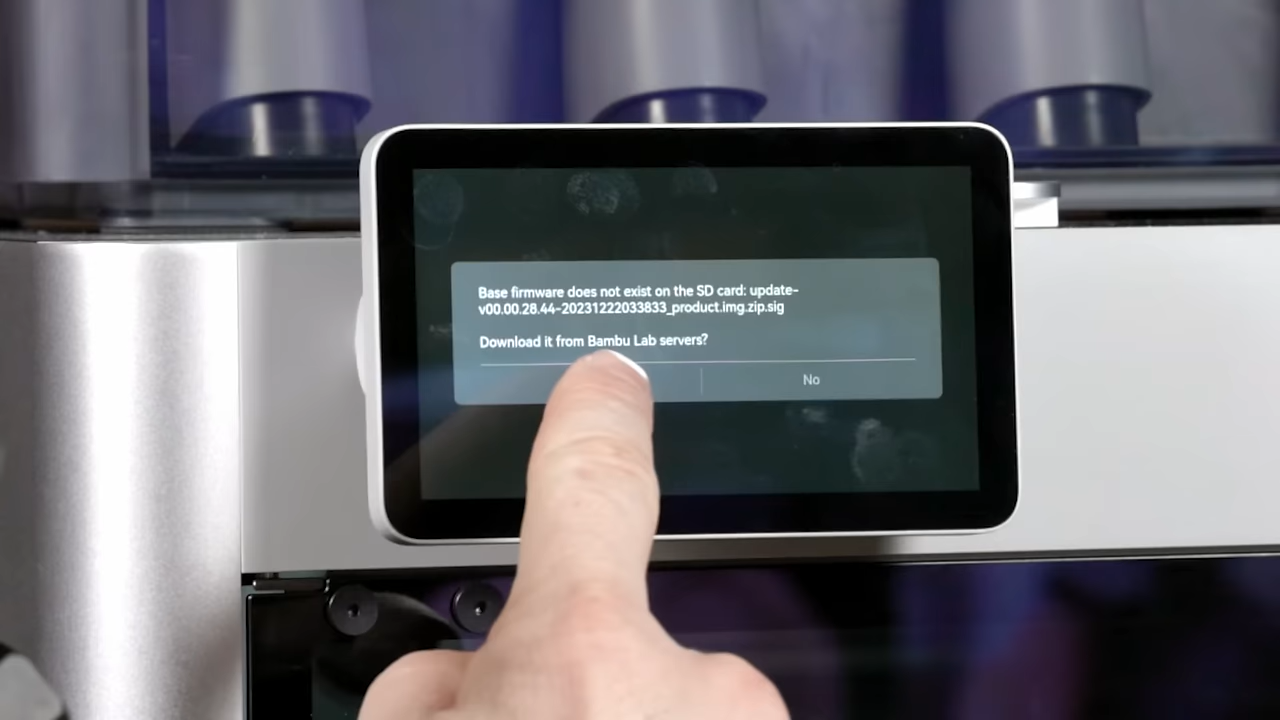 Base firmware does not exist on the SD card: update-
v00.00.28.44-20231222033833_product.img.zip.sig
Download it from Bambu Lab servers?
No